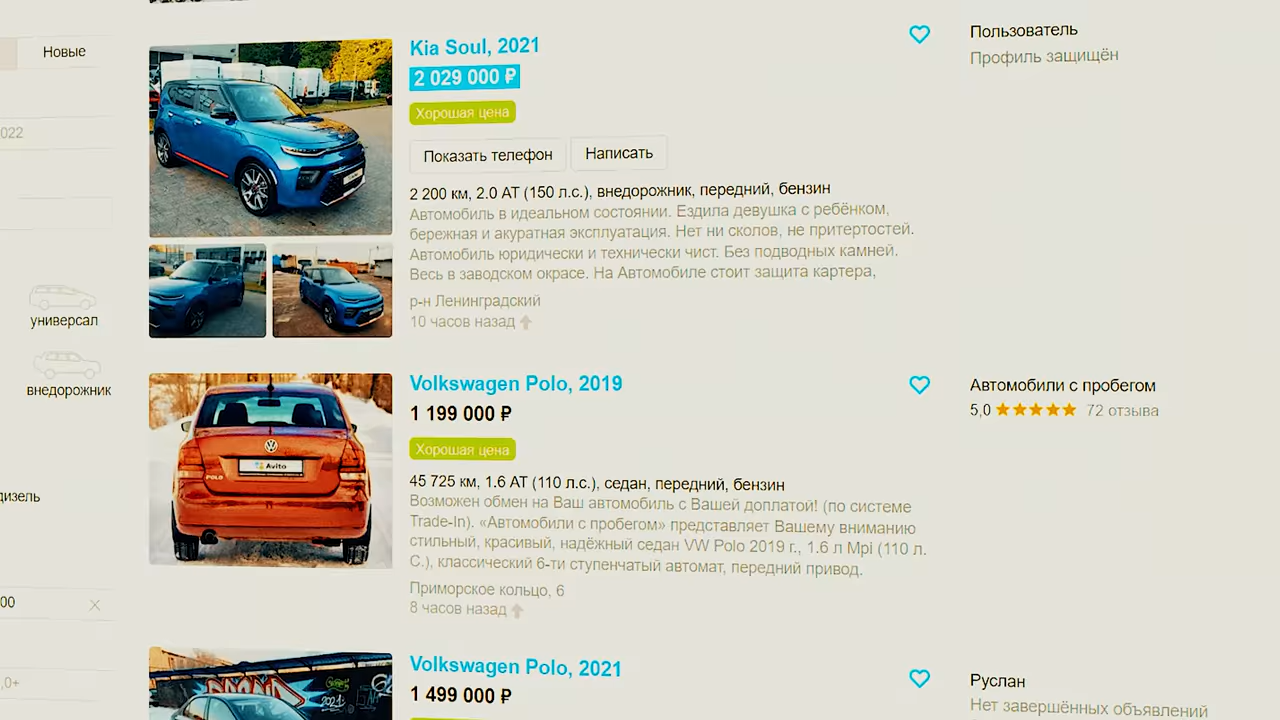 Новые
022
универсал
внедорожник
дизель
00
,0+
Kia Soul, 2021
2 029 000 ₽
Хорошая цена
Показать телефон
Написать
2 200 км, 2.0 AT (150 л.с.), внедорожник, передний, бензин
Автомобиль в идеальном состоянии. Ездила девушка с ребёнком,
бережная и акуратная эксплуатация. Нет ни сколов, не притертостей.
Автомобиль юридически и технически чист. Без подводных камней.
Весь в заводском окрасе. На Автомобиле стоит защита картера,
р-н Ленинградский
10 часов назад
Пользователь
Профиль защищён
POLO
Avito
Volkswagen Polo, 2019
1 199 000 ₽
Хорошая цена
45 725 км, 1.6 AT (110 л.с.), седан, передний, бензин
Возможен обмен на Ваш автомобиль с Вашей доплатой! (по системе
Trade-In). «Автомобили с пробегом» представляет Вашему вниманию
стильный, красивый, надёжный седан VW Polo 2019 г., 1.6 л Mpi (110 л.
С.), классический 6-ти ступенчатый автомат, передний привод.
Приморское кольцо, 6
8 часов назад
Автомобили с пробегом
5,0
72 отзыва
2021
Volkswagen Polo, 2021
1 499 000 ₽
Руслан
Нет завершённых объявлений